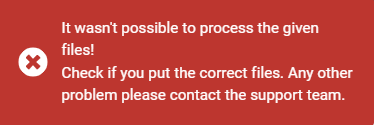 It wasn't possible to process the given
files!
Check if you put the correct files. Any other
problem please contact the support team.